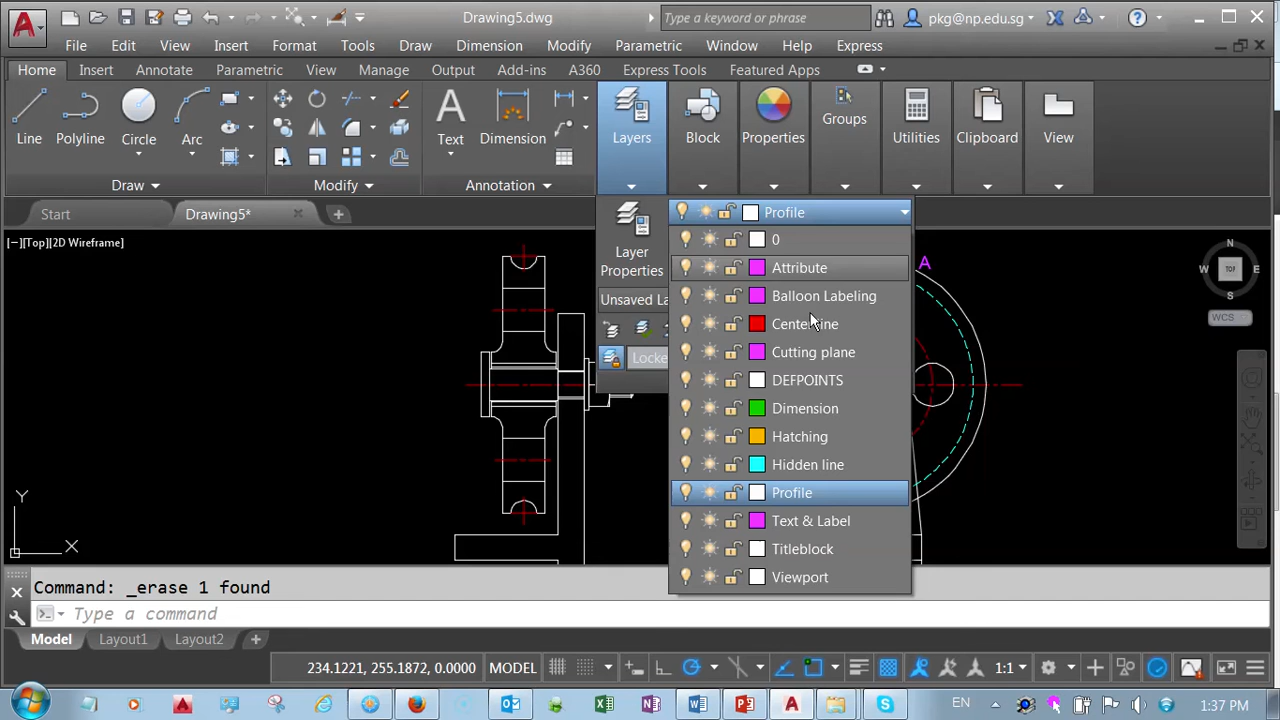 Drawing5.dwg
Type a keyword or phrase
pkg@np.edu.sg
File Edit View Insert Format Tools Draw Dimension Modify Parametric Window Help Express
Home Insert Annotate Parametric View Manage Output Add-ins A360 Express Tools Featured Apps
Line Polyline Circle Arc Text Dimension Layers Block Properties Groups Utilities Clipboard View
Draw Modify Annotation
Start Drawing5*
[−][Top][2D Wireframe]
Layer
Properties
Unsaved La
Locke
Profile
0
Attribute
Balloon Labeling
Centerline
Cutting plane
DEFPOINTS
Dimension
Hatching
Hidden line
Profile
Text & Label
Titleblock
Viewport
A
N
W TOP E
S
WCS
Y
X
Command: _erase 1 found
Type a command
Model Layout1 Layout2
234.1221, 255.1872, 0.0000 MODEL 1:1
EN 1:37 PM